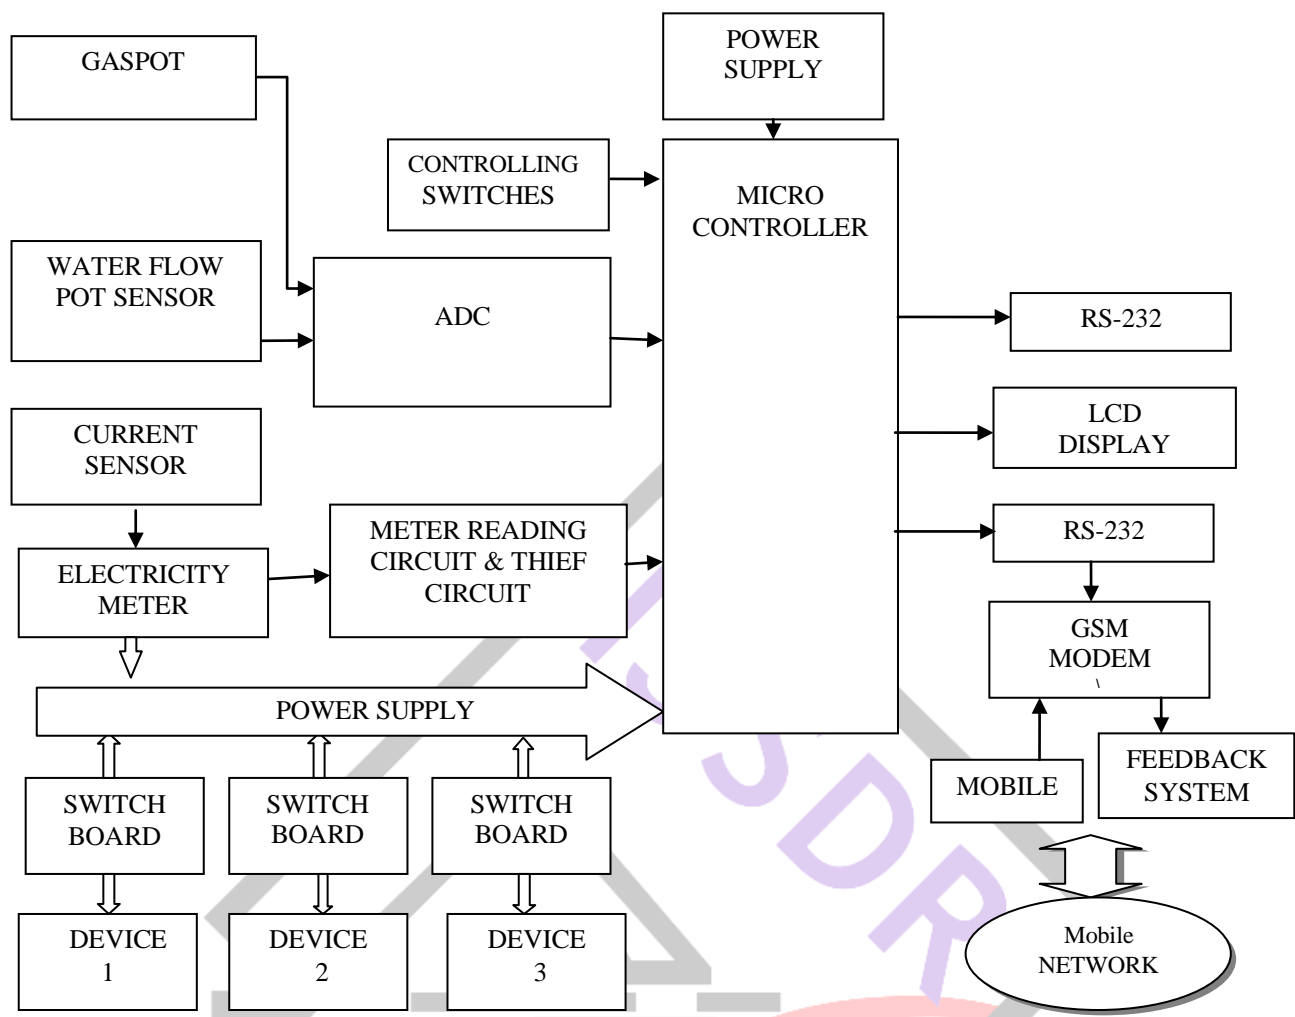 GASPOT
POWER
SUPPLY
CONTROLLING
SWITCHES
MICRO
CONTROLLER
WATER FLOW
POT SENSOR
ADC
RS-232
LCD
DISPLAY
CURRENT
SENSOR
METER READING
CIRCUIT & THIEF
CIRCUIT
RS-232
ELECTRICITY
METER
GSM
MODEM
\
POWER SUPPLY
MOBILE
FEEDBACK
SYSTEM
SWITCH
BOARD
SWITCH
BOARD
SWITCH
BOARD
DEVICE
1
DEVICE
2
DEVICE
3
Mobile
NETWORK
IJSDR